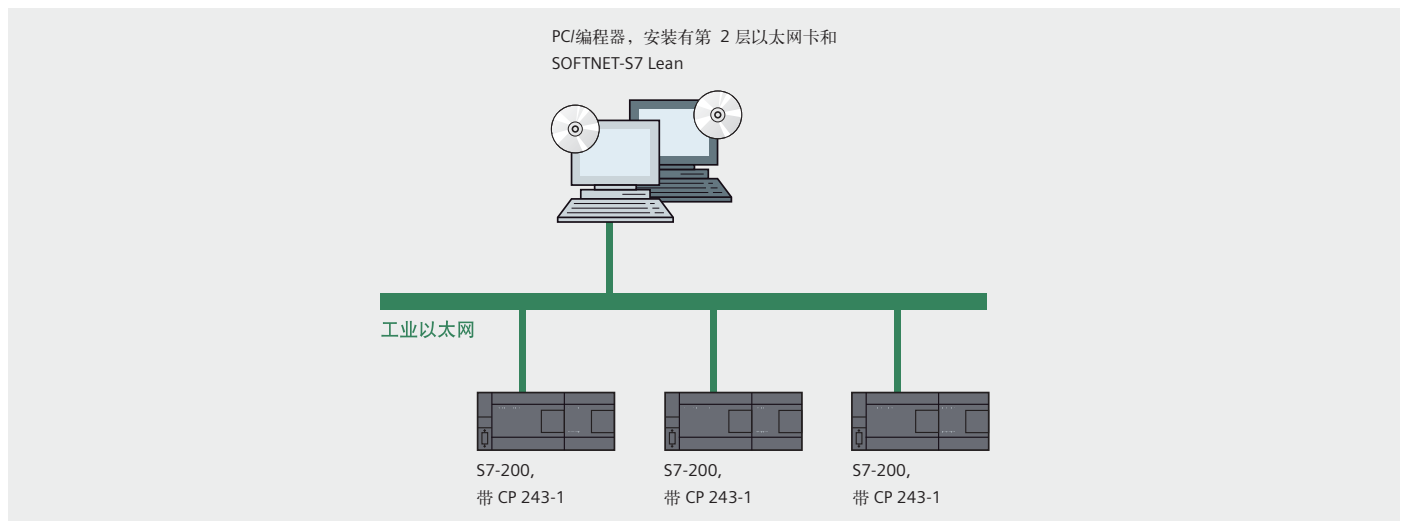 PC/编程器，安装有第 2 层以太网卡和
SOFTNET-S7 Lean
工业以太网
S7-200,
带 CP 243-1
S7-200,
带 CP 243-1
S7-200,
带 CP 243-1